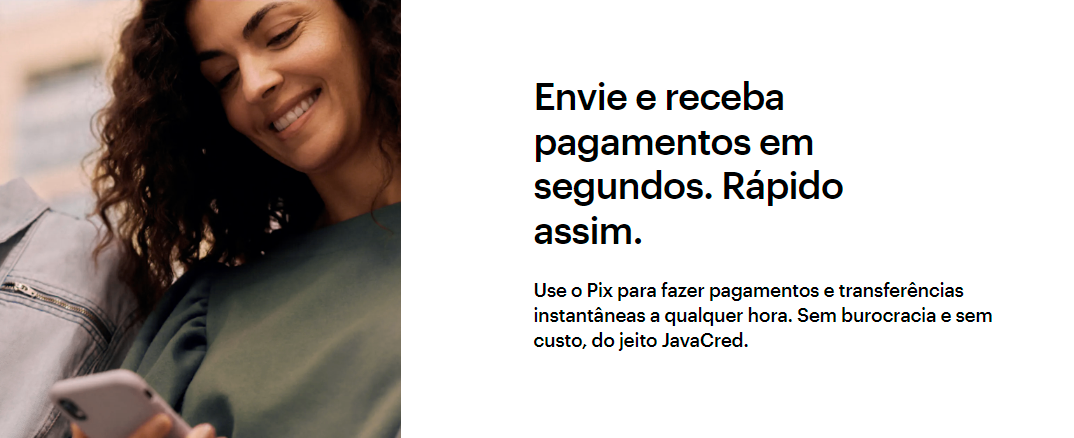 Envie e receba
pagamentos em
segundos. Rápido
assim.
Use o Pix para fazer pagamentos e transferências
instantâneas a qualquer hora. Sem burocracia e sem
custo, do jeito JavaCred.